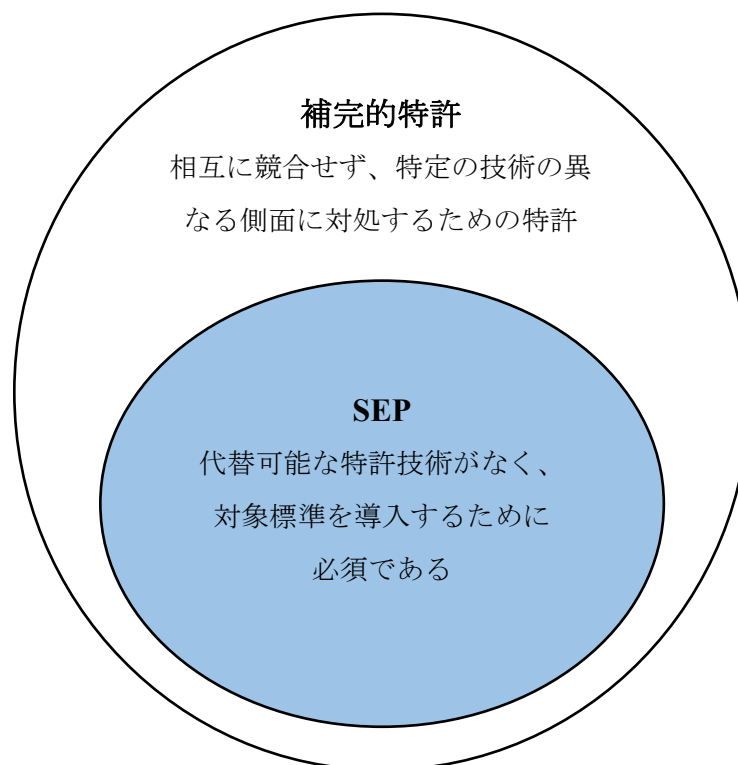 補完的特許
相互に競合せず、特定の技術の異
なる側面に対処するための特許
SEP
代替可能な特許技術がなく、
対象標準を導入するために
必須である